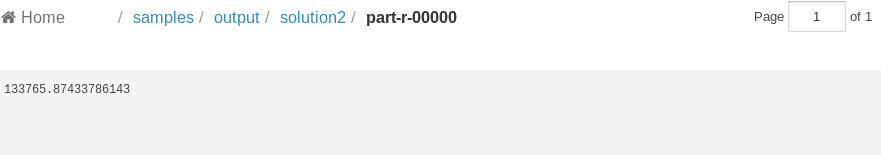 Home / samples / output / solution2 / part-r-00000 Page 1 of 1
133765.87433786143